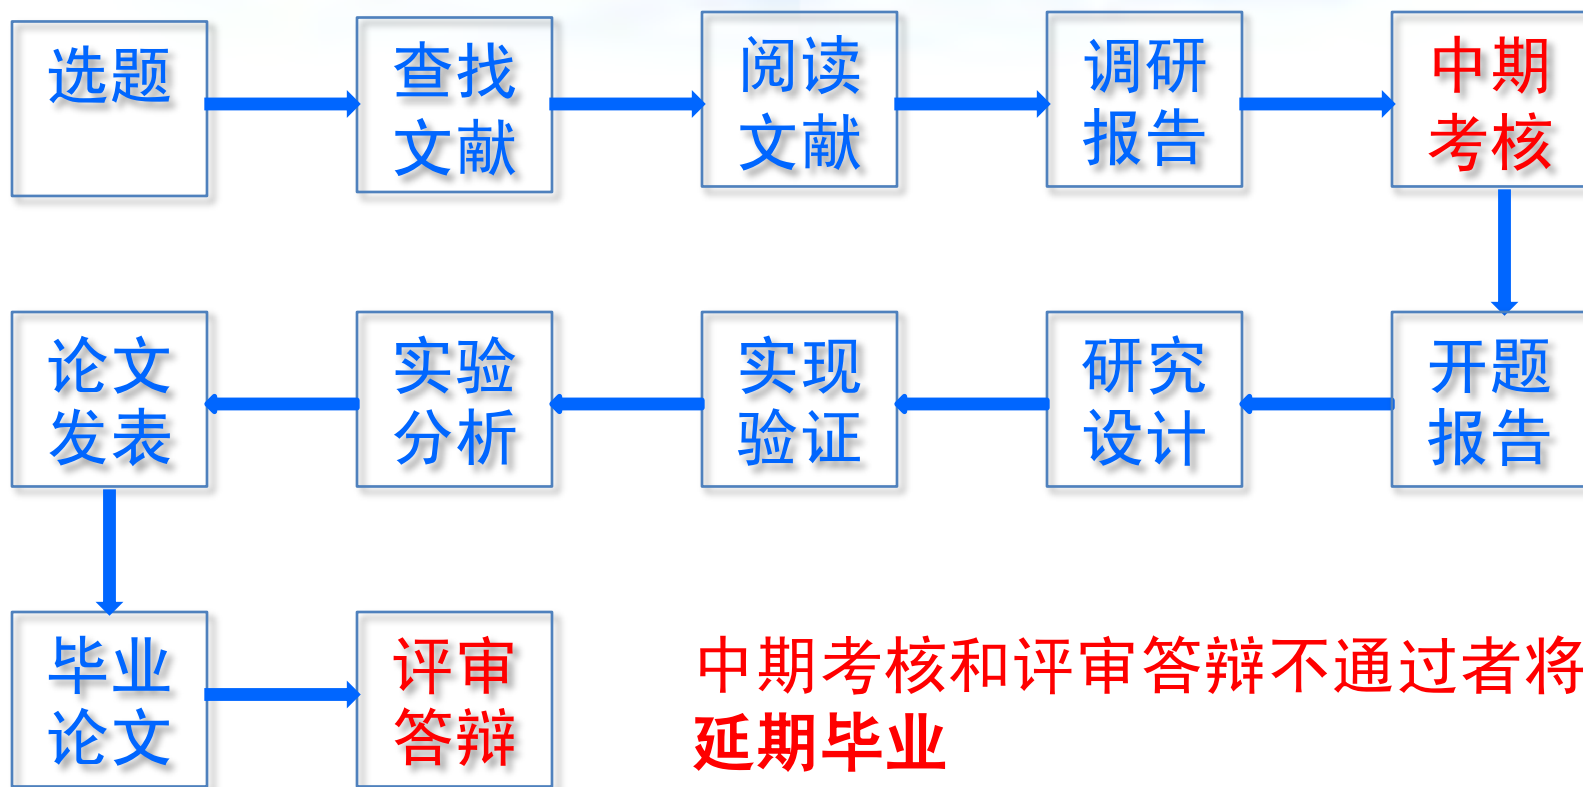 选题
查找
文献
阅读
文献
调研
报告
中期
考核
论文
发表
实验
分析
实现
验证
研究
设计
开题
报告
毕业
论文
评审
答辩
中期考核和评审答辩不通过者将
延期毕业